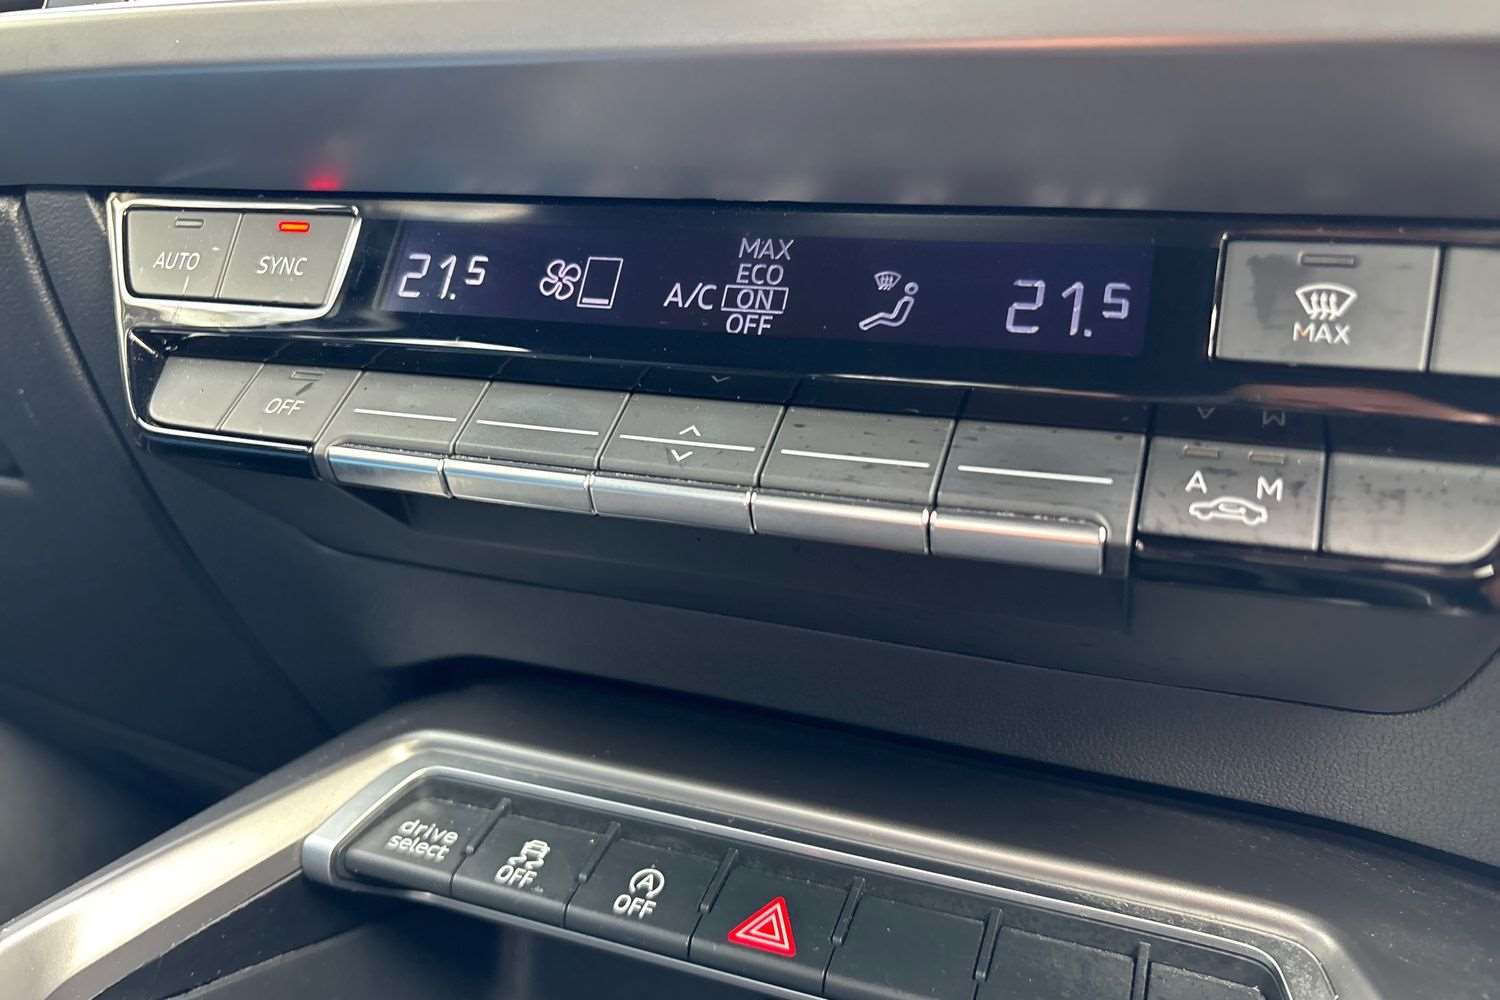 AUTO
SYNC
21.5
MAX
ECO
A/C ON
OFF
21.5
MAX
OFF
A M
drive
select
OFF
A
OFF